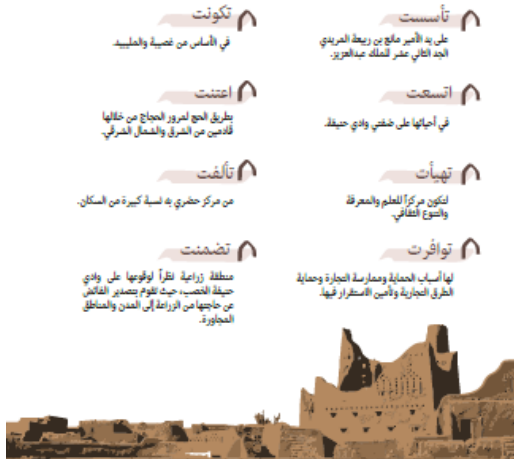 تأسست
على يد الأمير مانع بن ربيعة المريدي
الجد الثاني عشر للملك عبدالعزيز.
تكونت
في الأساس من غصيبة والمليبيد.
اتسعت
في أحيائها على ضفتي وادي حنيفة.
اعتنت
بطريق الحج لمرور الحجاج من خلالها
قادمين من الشرق والشمال الشرقي.
تهيأت
لتكون مركزاً للعلم والمعرفة
والتنوع الثقافي.
تألفت
من مركز حضري به نسبة كبيرة من السكان.
توافرت
لها أسباب الحماية وممارسة التجارة وحماية
الطرق التجارية وتأمين الاستقرار فيها.
تضمنت
منطقة زراعية نظراً لوقوعها على وادي
حنيفة الخصب، حيث تقوم بتصدير الفائض
عن حاجتها من الزراعة إلى المدن والمناطق
المجاورة.